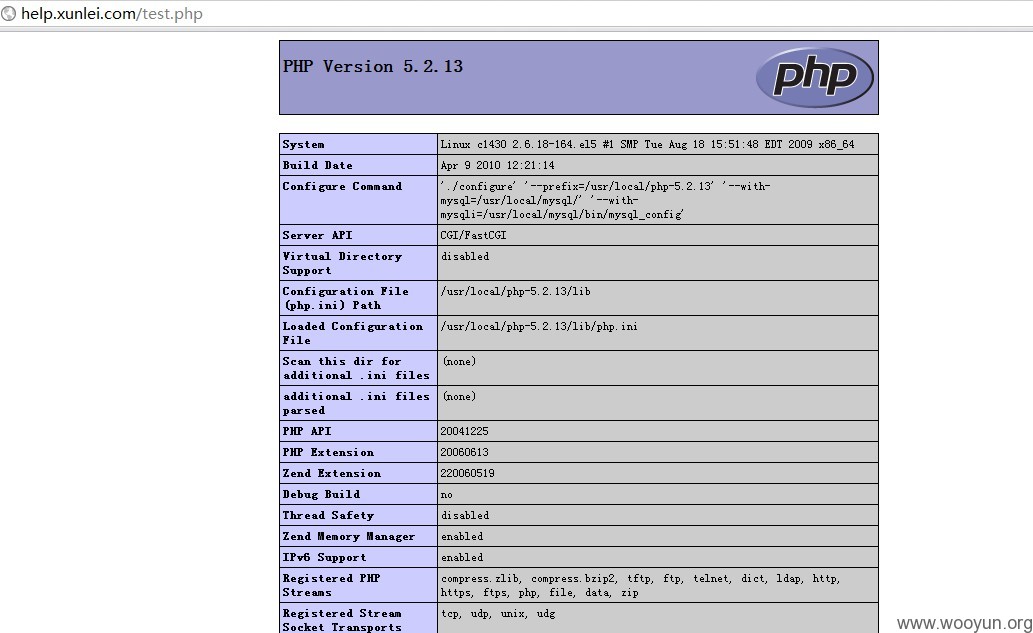 help.xunlei.com/test.php
PHP Version 5.2.13
php
System
Linux c1430 2.6.18-164.el5 #1 SMP Tue Aug 18 15:51:48 EDT 2009 x86_64
Build Date
Apr 9 2010 12:21:14
Configure Command
'./configure' '--prefix=/usr/local/php-5.2.13' '--with-
mysql=/usr/local/mysql/' '--with-
mysqli=/usr/local/mysql/bin/mysql_config'
Server API
CGI/FastCGI
Virtual Directory
Support
disabled
Configuration File
(php.ini) Path
/usr/local/php-5.2.13/lib
Loaded Configuration
File
/usr/local/php-5.2.13/lib/php.ini
Scan this dir for
additional .ini files
(none)
additional .ini files
parsed
(none)
PHP API
20041225
PHP Extension
20060613
Zend Extension
220060519
Debug Build
no
Thread Safety
disabled
Zend Memory Manager
enabled
IPv6 Support
enabled
Registered PHP
Streams
compress.zlib, compress.bzip2, tftp, ftp, telnet, dict, ldap, http,
https, ftps, php, file, data, zip
Registered Stream
Socket Transports
tcp, udp, unix, udg
www.wooyun.org